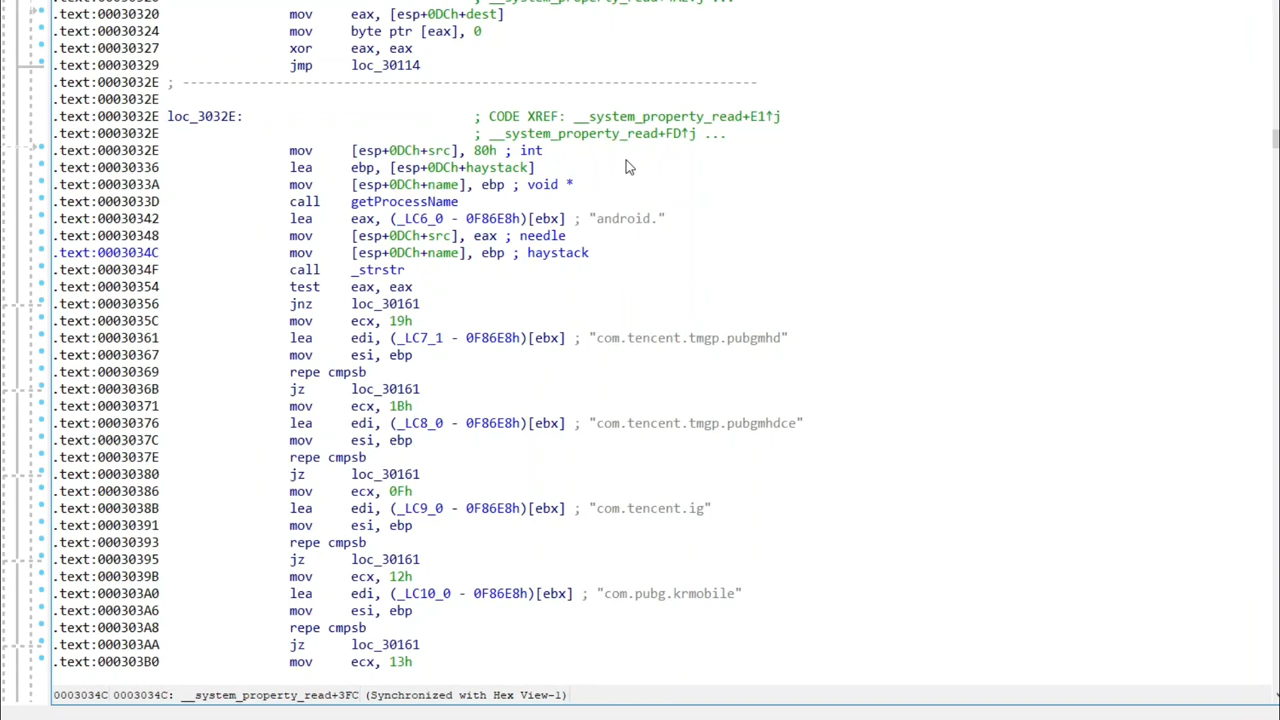 .text:00030320 ; __system_property_read+1A2↑j ...
.text:00030320 mov eax, [esp+0DCh+dest]
.text:00030324 mov byte ptr [eax], 0
.text:00030327 xor eax, eax
.text:00030329 jmp loc_30114
.text:0003032E ; ---------------------------------------------------------------------------
.text:0003032E
.text:0003032E loc_3032E: ; CODE XREF: __system_property_read+E1↑j
.text:0003032E ; __system_property_read+FD↑j ...
.text:0003032E mov [esp+0DCh+src], 80h ; int
.text:00030336 lea ebp, [esp+0DCh+haystack]
.text:0003033A mov [esp+0DCh+name], ebp ; void *
.text:0003033D call getProcessName
.text:00030342 lea eax, (_LC6_0 - 0F86E8h)[ebx] ; "android."
.text:00030348 mov [esp+0DCh+src], eax ; needle
.text:0003034C mov [esp+0DCh+name], ebp ; haystack
.text:0003034F call _strstr
.text:00030354 test eax, eax
.text:00030356 jnz loc_30161
.text:0003035C mov ecx, 19h
.text:00030361 lea edi, (_LC7_1 - 0F86E8h)[ebx] ; "com.tencent.tmgp.pubgmhd"
.text:00030367 mov esi, ebp
.text:00030369 repe cmpsb
.text:0003036B jz loc_30161
.text:00030371 mov ecx, 1Bh
.text:00030376 lea edi, (_LC8_0 - 0F86E8h)[ebx] ; "com.tencent.tmgp.pubgmhdce"
.text:0003037C mov esi, ebp
.text:0003037E repe cmpsb
.text:00030380 jz loc_30161
.text:00030386 mov ecx, 0Fh
.text:0003038B lea edi, (_LC9_0 - 0F86E8h)[ebx] ; "com.tencent.ig"
.text:00030391 mov esi, ebp
.text:00030393 repe cmpsb
.text:00030395 jz loc_30161
.text:0003039B mov ecx, 12h
.text:000303A0 lea edi, (_LC10_0 - 0F86E8h)[ebx] ; "com.pubg.krmobile"
.text:000303A6 mov esi, ebp
.text:000303A8 repe cmpsb
.text:000303AA jz loc_30161
.text:000303B0 mov ecx, 13h
0003034C 0003034C: __system_property_read+3FC (Synchronized with Hex View-1)